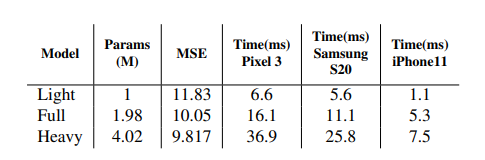 Model Params (M) MSE Time(ms) Pixel 3 Time(ms) Samsung S20 Time(ms) iPhone11
Light 1 11.83 6.6 5.6 1.1
Full 1.98 10.05 16.1 11.1 5.3
Heavy 4.02 9.817 36.9 25.8 7.5